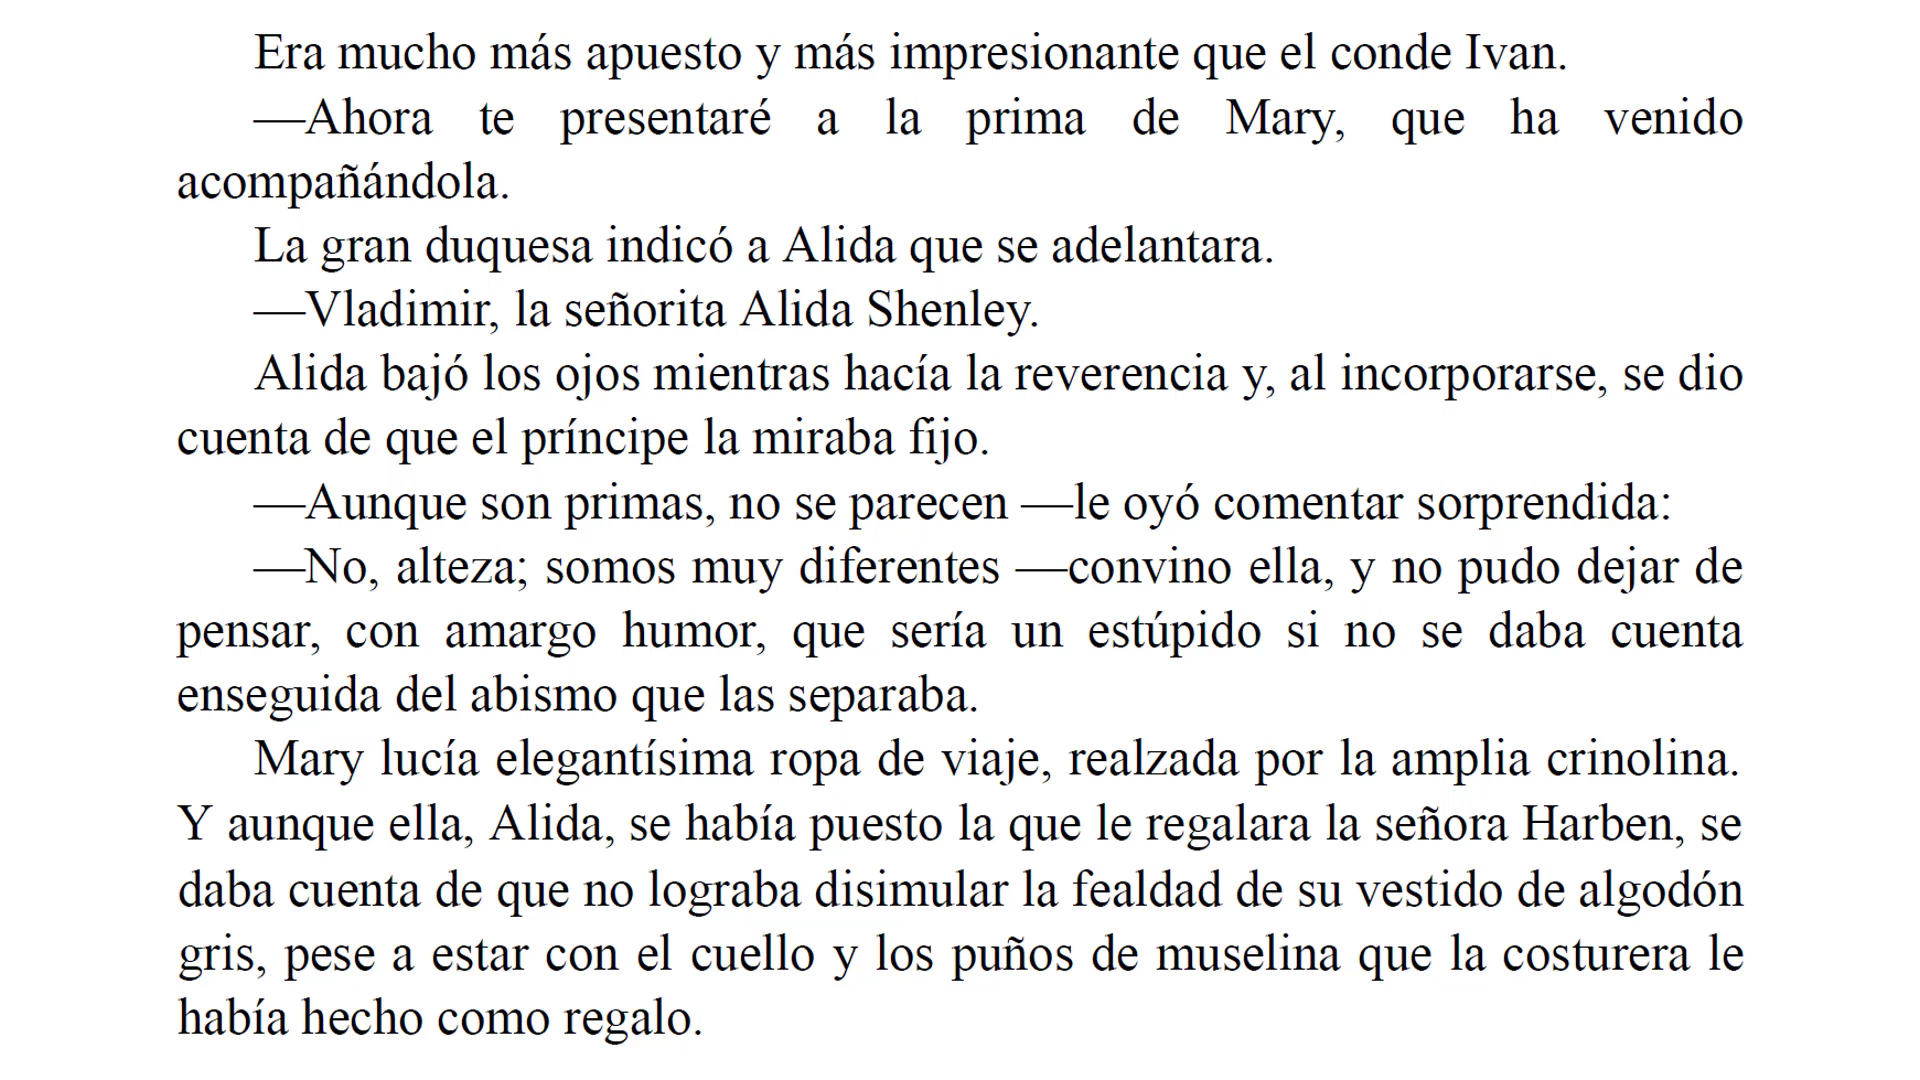 Era mucho más apuesto y más impresionante que el conde Ivan.
—Ahora te presentaré a la prima de Mary, que ha venido
acompañándola.
La gran duquesa indicó a Alida que se adelantara.
—Vladimir, la señorita Alida Shenley.
Alida bajó los ojos mientras hacía la reverencia y, al incorporarse, se dio
cuenta de que el príncipe la miraba fijo.
—Aunque son primas, no se parecen —le oyó comentar sorprendida:
—No, alteza; somos muy diferentes —convino ella, y no pudo dejar de
pensar, con amargo humor, que sería un estúpido si no se daba cuenta
enseguida del abismo que las separaba.
Mary lucía elegantísima ropa de viaje, realzada por la amplia crinolina.
Y aunque ella, Alida, se había puesto la que le regalara la señora Harben, se
daba cuenta de que no lograba disimular la fealdad de su vestido de algodón
gris, pese a estar con el cuello y los puños de muselina que la costurera le
había hecho como regalo.